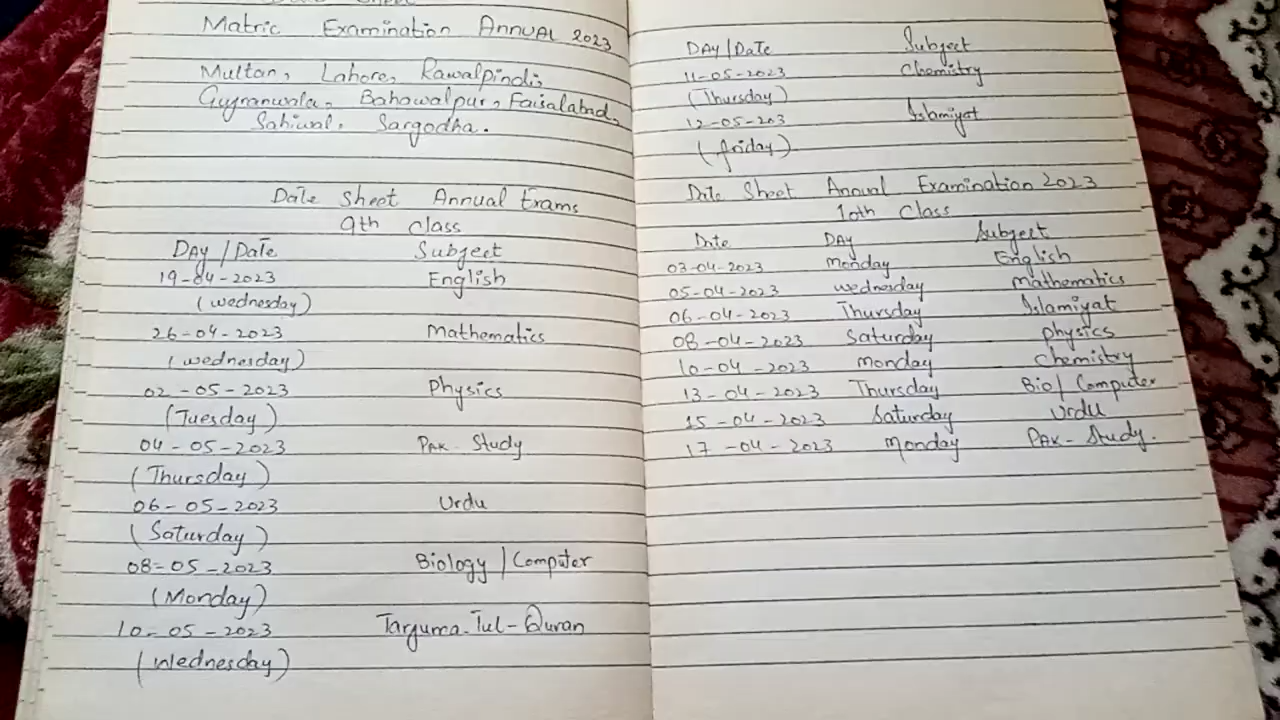 Matric Examination Annual 2023
Multan, Lahore, Rawalpindi,
Gujranwala, Bahawalpur, Faisalabad,
Sahiwal, Sargodha.
Date Sheet Annual Exams
9th class
DAY/Date Subject
19-04-2023 English
(wednesday)
26-04-2023 Mathematics
(wednesday)
02-05-2023 Physics
(Tuesday)
04-05-2023 Pak-Study
(Thursday)
06-05-2023 Urdu
(Saturday)
08-05-2023 Biology/Computer
(Monday)
10-05-2023 Targuma-Tul-Quran
(Wednesday)
DAY/Date Subject
11-05-2023 Chemistry
(Thursday)
12-05-203 Islamiyat
(friday)
Date Sheet Annual Examination 2023
10th Class
Date DAY Subject
03-04-2023 Monday English
05-04-2023 wednesday Mathematics
06-04-2023 Thursday Islamiyat
08-04-2023 Saturday physics
10-04-2023 Monday Chemistry
13-04-2023 Thursday Bio/Computer
15-04-2023 Saturday Urdu
17-04-2023 Monday Pak-Study.